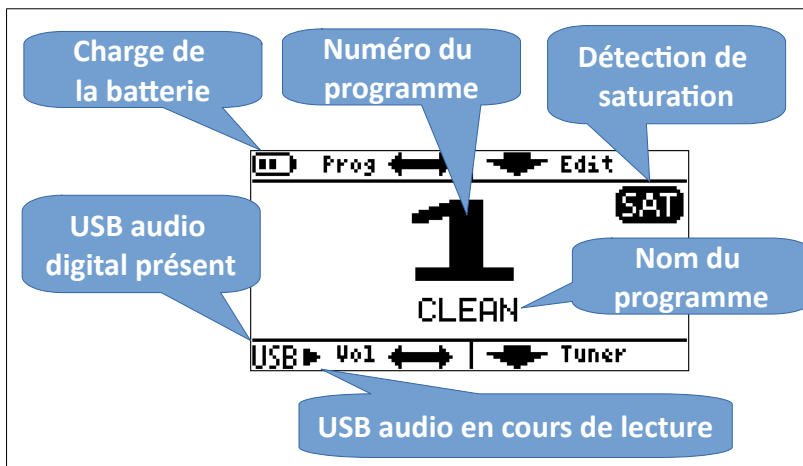 Charge de
la batterie
Numéro du
programme
Détection de
saturation
Prog
Edit
SAT
1
USB audio
digital présent
Nom du
programme
CLEAN
USB Vol
Tuner
USB audio en cours de lecture